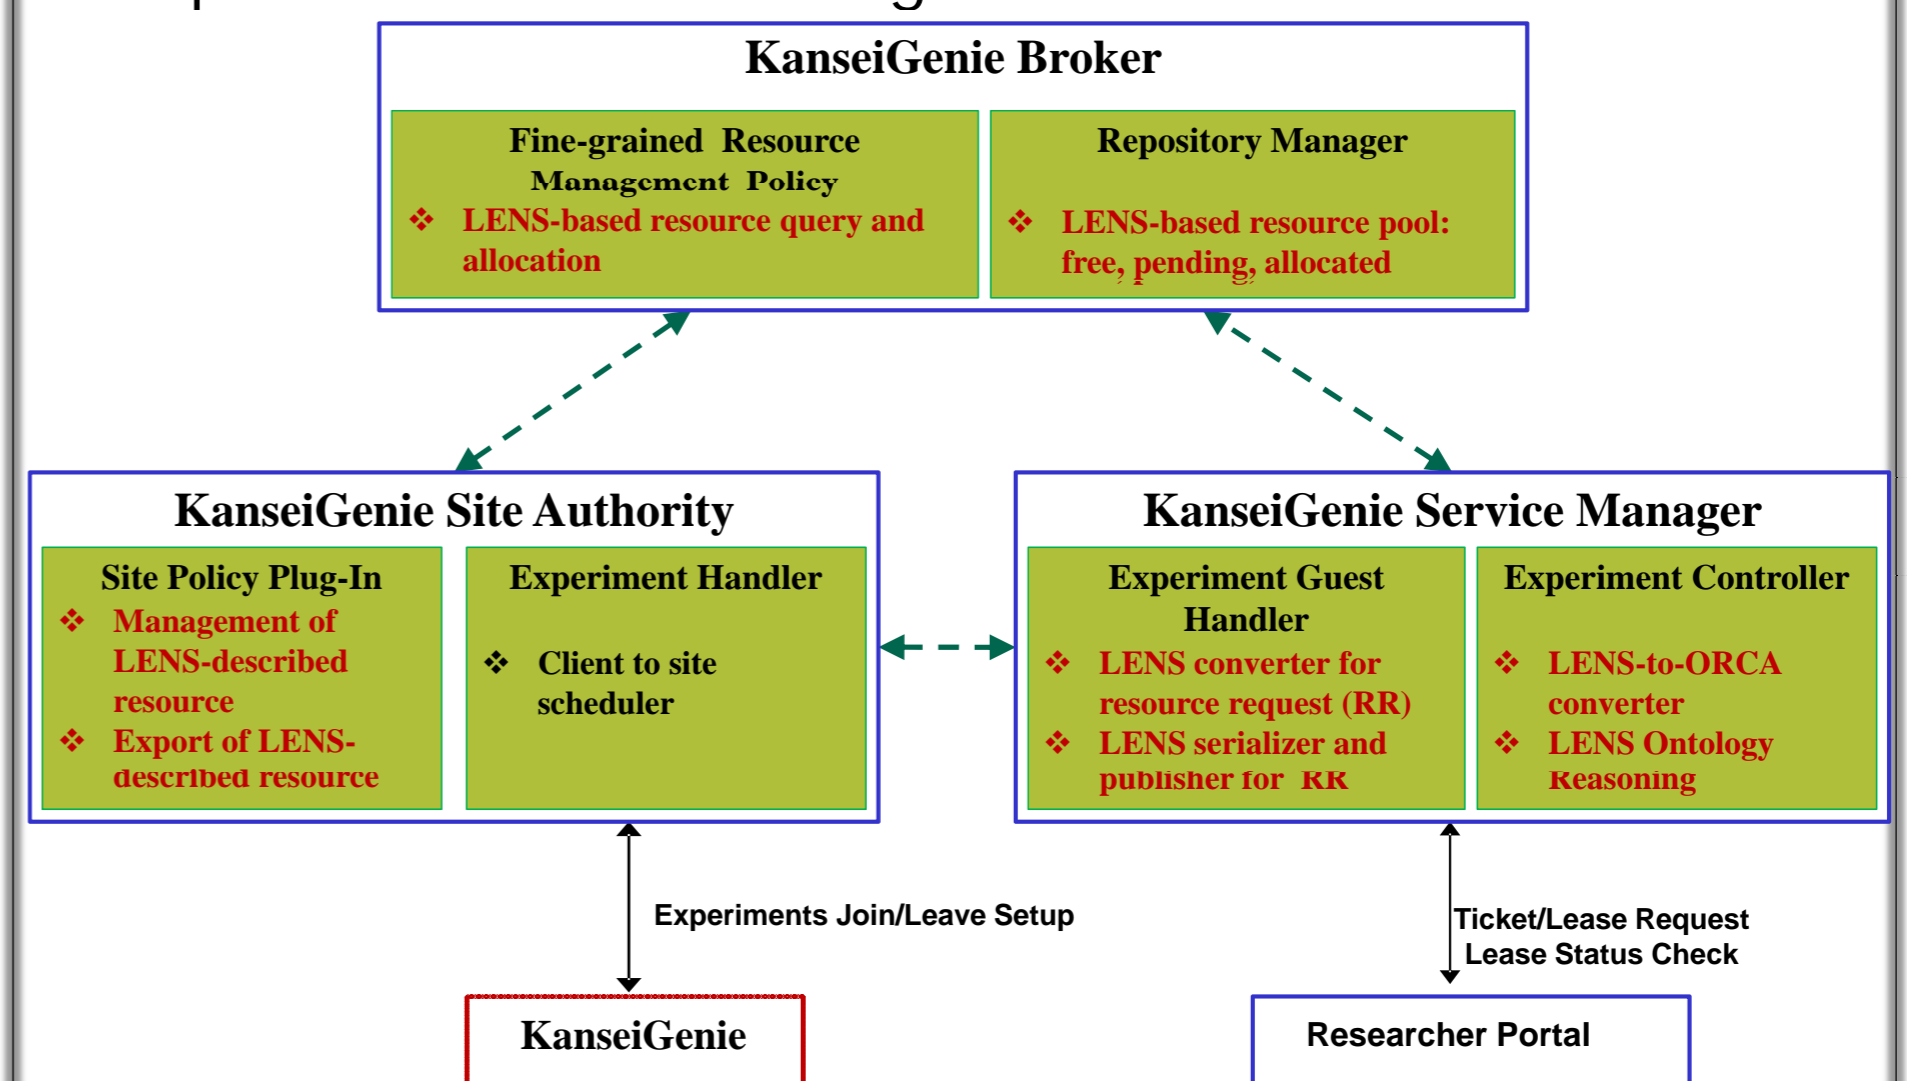 KanseiGenie Broker
Fine-grained Resource
Management Policy
❖ LENS-based resource query and
allocation
Repository Manager
❖ LENS-based resource pool:
free, pending, allocated
KanseiGenie Site Authority
Site Policy Plug-In
❖ Management of
LENS-described
resource
❖ Export of LENS-
described resource
Experiment Handler
❖ Client to site
scheduler
KanseiGenie Service Manager
Experiment Guest
Handler
❖ LENS converter for
resource request (RR)
❖ LENS serializer and
publisher for RR
Experiment Controller
❖ LENS-to-ORCA
converter
❖ LENS Ontology
Reasoning
Experiments Join/Leave Setup
Ticket/Lease Request
Lease Status Check
KanseiGenie
Researcher Portal